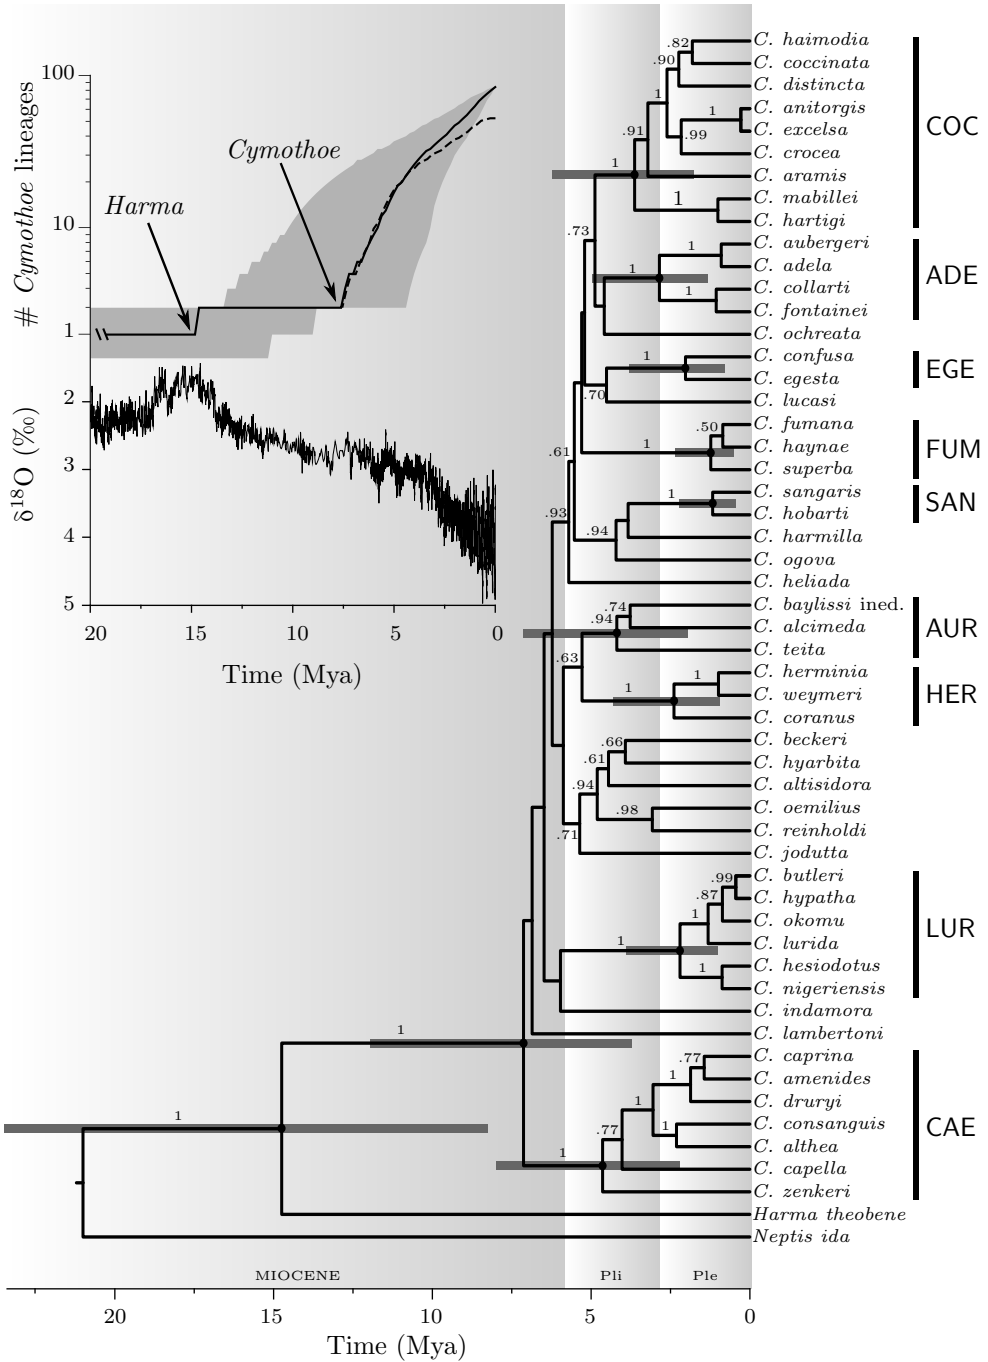 100
10
1
# Cymothoe lineages
Harma
Cymothoe
2
3
4
5
δ18O (‰)
20
15
10
5
0
Time (Mya)
C. haimodia
C. coccinata
C. distincta
C. anitorgis
C. excelsa
C. crocea
C. aramis
C. mabillei
C. hartigi
C. aubergeri
C. adela
C. collarti
C. fontainei
C. ochreata
C. confusa
C. egesta
C. lucasi
C. fumana
C. haynae
C. superba
C. sangaris
C. hobarti
C. harmilla
C. ogova
C. heliada
C. baylissi ined.
C. alcimeda
C. teita
C. herminia
C. weymeri
C. coranus
C. beckeri
C. hyarbita
C. altisidora
C. oemilius
C. reinholdi
C. jodutta
C. butleri
C. hypatha
C. okomu
C. lurida
C. hesiodotus
C. nigeriensis
C. indamora
C. lambertoni
C. caprina
C. amenides
C. druryi
C. consanguis
C. althea
C. capella
C. zenkeri
Harma theobene
Neptis ida
COC
ADE
EGE
FUM
SAN
AUR
HER
LUR
CAE
.82
.90
1
1
.99
.91
1
1
.73
1
1
1
1
.70
.50
1
.61
1
.93
.94
.74
.94
.63
1
1
.66
.61
.94
.98
.71
.99
.87
1
1
1
1
.77
1
1
1
.77
1
1
MIOCENE
Pli
Ple
20
15
10
5
0
Time (Mya)